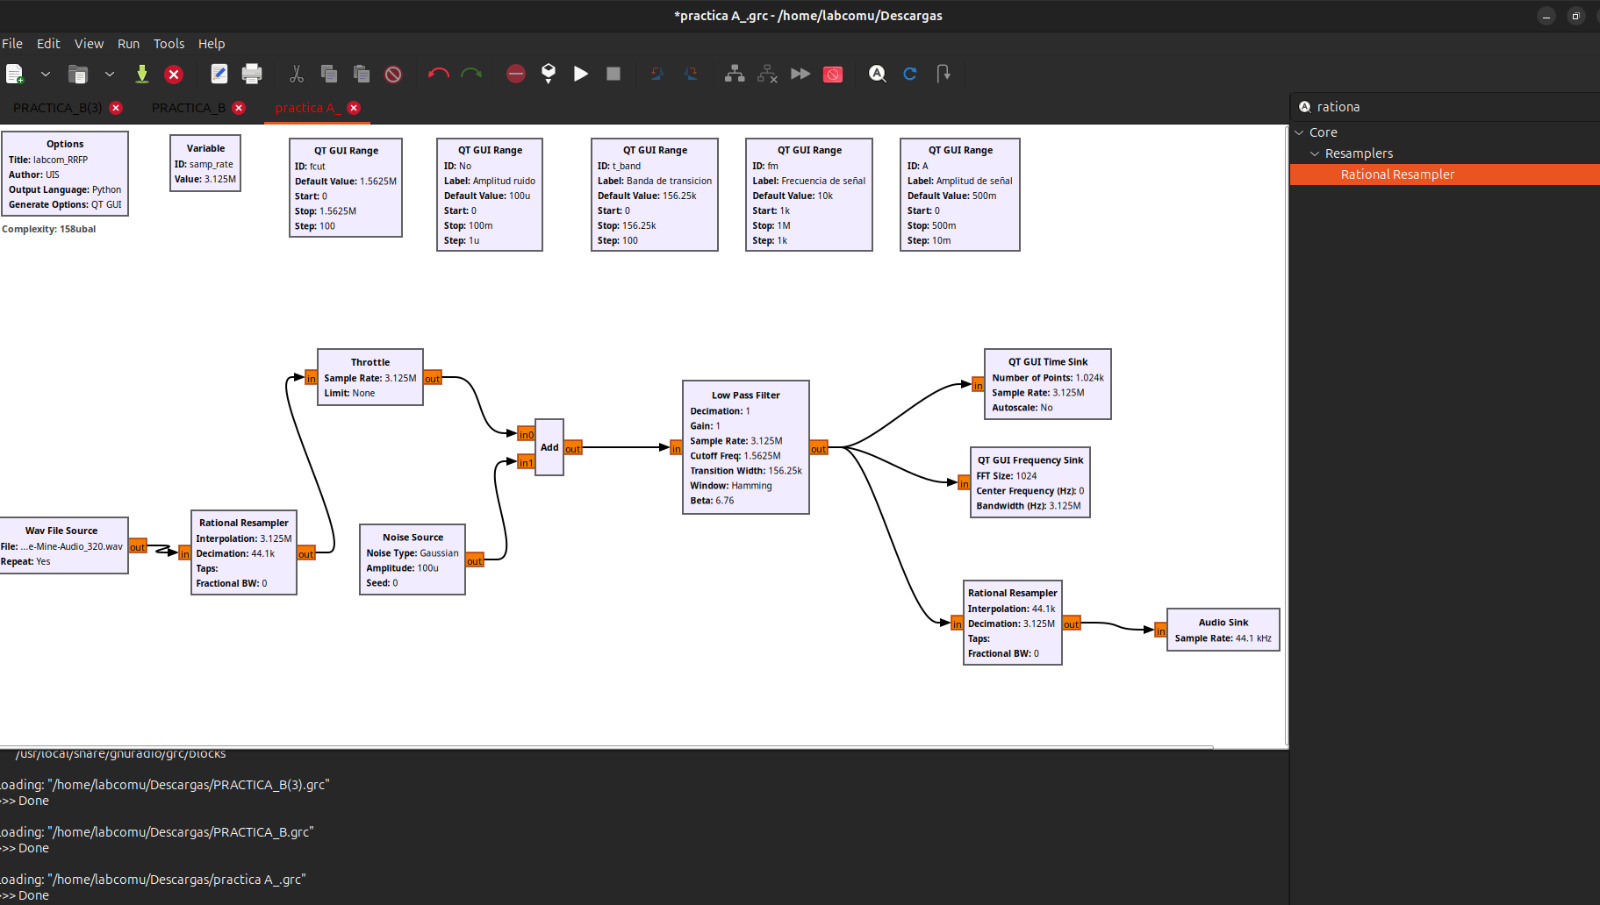 *practica A_.grc - /home/labcomu/Descargas
File Edit View Run Tools Help
PRACTICA_B(3) PRACTICA_B practica A_
rationa
Core
Resamplers
Rational Resampler
Options
Title: labcom_RRFP
Author: UIS
Output Language: Python
Generate Options: QT GUI
Complexity: 158ubal
Variable
ID: samp_rate
Value: 3.125M
QT GUI Range
ID: fcut
Default Value: 1.5625M
Start: 0
Stop: 1.5625M
Step: 100
QT GUI Range
ID: No
Label: Amplitud ruido
Default Value: 100u
Start: 0
Stop: 100m
Step: 1u
QT GUI Range
ID: t_band
Label: Banda de transicion
Default Value: 156.25k
Start: 0
Stop: 156.25k
Step: 100
QT GUI Range
ID: fm
Label: Frecuencia de señal
Default Value: 10k
Start: 1k
Stop: 1M
Step: 1k
QT GUI Range
ID: A
Label: Amplitud de señal
Default Value: 500m
Start: 0
Stop: 500m
Step: 10m
Wav File Source
File: ...e-Mine-Audio_320.wav
Repeat: Yes
out
in
Rational Resampler
Interpolation: 3.125M
Decimation: 44.1k
Taps:
Fractional BW: 0
out
in
Throttle
Sample Rate: 3.125M
Limit: None
out
Noise Source
Noise Type: Gaussian
Amplitude: 100u
Seed: 0
out
in0
in1
Add
out
in
Low Pass Filter
Decimation: 1
Gain: 1
Sample Rate: 3.125M
Cutoff Freq: 1.5625M
Transition Width: 156.25k
Window: Hamming
Beta: 6.76
out
in
QT GUI Time Sink
Number of Points: 1.024k
Sample Rate: 3.125M
Autoscale: No
in
QT GUI Frequency Sink
FFT Size: 1024
Center Frequency (Hz): 0
Bandwidth (Hz): 3.125M
in
Rational Resampler
Interpolation: 44.1k
Decimation: 3.125M
Taps:
Fractional BW: 0
out
in
Audio Sink
Sample Rate: 44.1 kHz
/usr/local/share/gnuradio/grc/blocks
Loading: "/home/labcomu/Descargas/PRACTICA_B(3).grc"
>>> Done
Loading: "/home/labcomu/Descargas/PRACTICA_B.grc"
>>> Done
Loading: "/home/labcomu/Descargas/practica A_.grc"
>>> Done